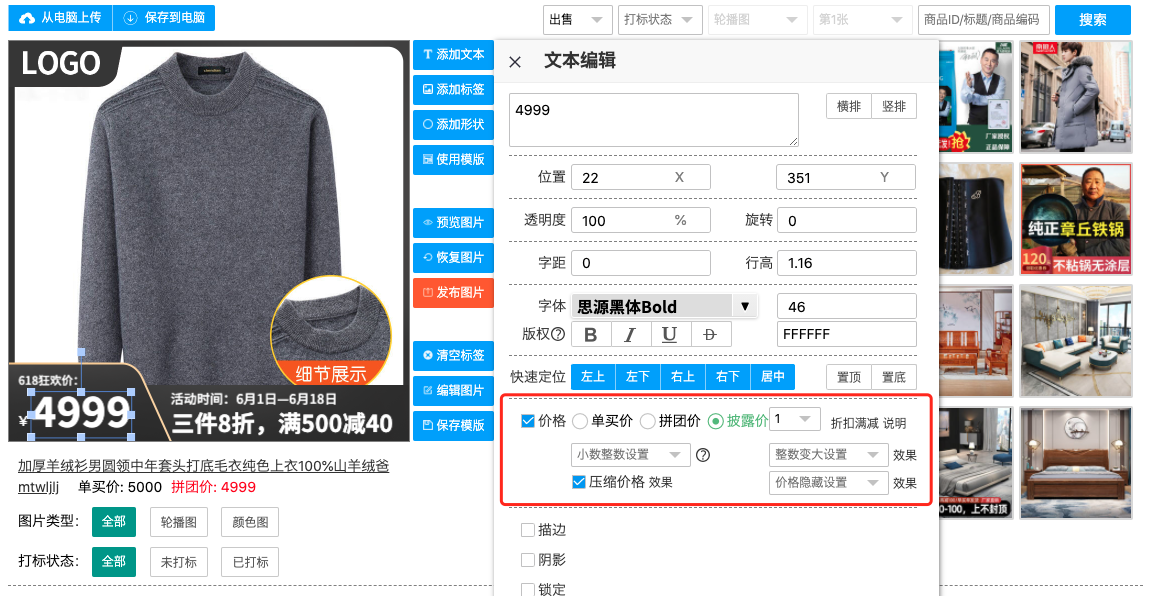 从电脑上传
保存到电脑
出售
打标状态
轮播图
第1张
商品ID/标题/商品编码
搜索
LOGO
细节展示
618狂欢价:
¥4999
活动时间：6月1日—6月18日
三件8折，满500减40
T 添加文本
添加标签
添加形状
使用模版
预览图片
恢复图片
发布图片
清空标签
编辑图片
保存模版
× 文本编辑
4999
横排 竖排
位置 22 X 351 Y
透明度 100 % 旋转 0
字距 0 行高 1.16
字体 思源黑体Bold ▼ 46
版权? B I U D FFFFFF
快速定位 左上 左下 右上 右下 居中 置顶 置底
价格 单买价 拼团价 披露价 1 折扣满减 说明
小数整数设置 ? 整数变大设置 效果
压缩价格 效果 价格隐藏设置 效果
描边
阴影
锁定
加厚羊绒衫男圆领中年套头打底毛衣纯色上衣100%山羊绒爸
mtwljlj 单买价: 5000 拼团价: 4999
图片类型: 全部 轮播图 颜色图
打标状态: 全部 未打标 已打标
抢
厂家授权
正品保障
南极人
纯正章丘铁锅
120
不粘锅无涂层
0-100，上不封顶